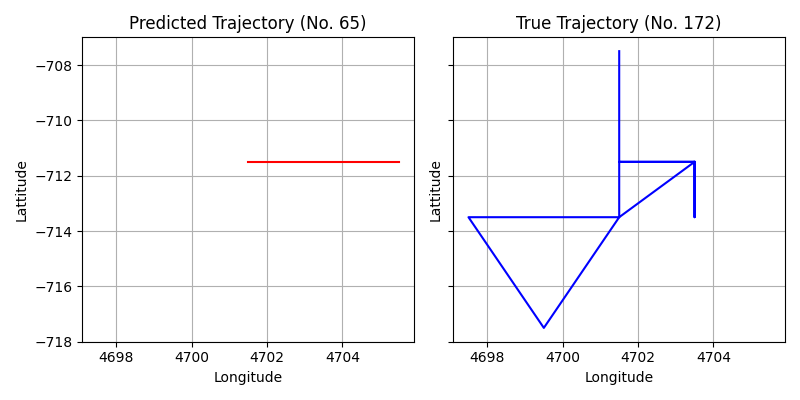 Predicted Trajectory (No. 65)
True Trajectory (No. 172)
Lattitude
−708
−710
−712
−714
−716
−718
4698 4700 4702 4704
Longitude
Lattitude
4698 4700 4702 4704
Longitude